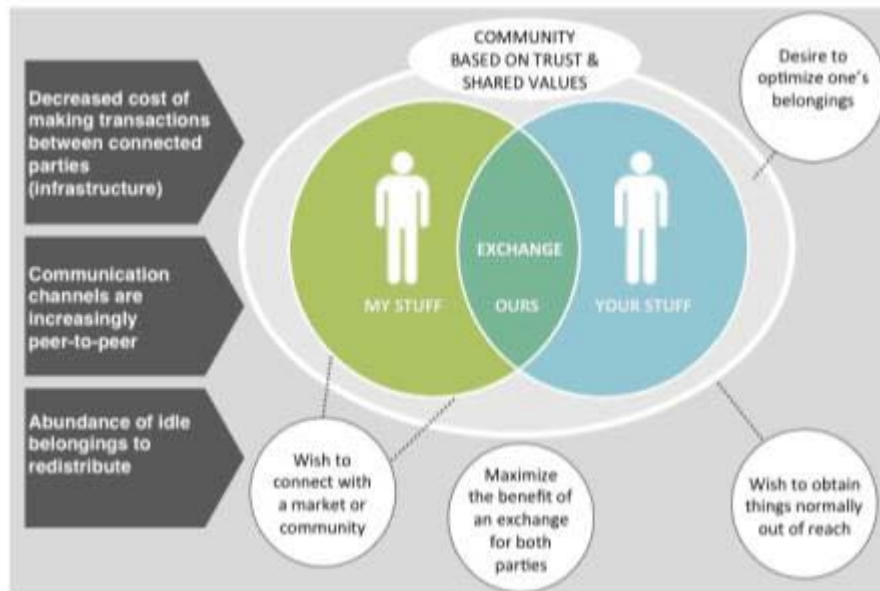 COMMUNITY
BASED ON TRUST &
SHARED VALUES
Desire to
optimize one's
belongings
Decreased cost of
making transactions
between connected
parties
(infrastructure)
EXCHANGE
MY STUFF
OURS
YOUR STUFF
Communication
channels are
increasingly
peer-to-peer
Abundance of idle
belongings to
redistribute
Wish to
connect with
a market or
community
Maximize
the benefit of
an exchange
for both
parties
Wish to obtain
things normally
out of reach